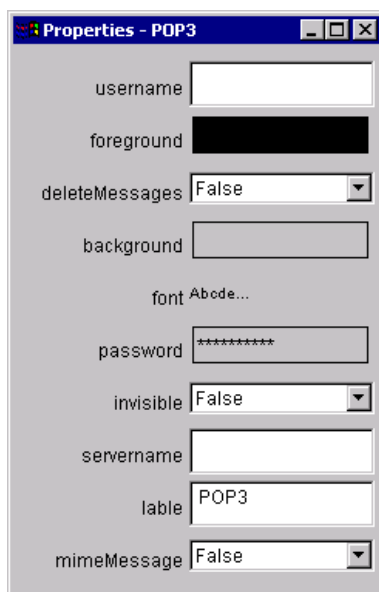 Properties - POP3
username
foreground
deleteMessages False
background
font Abcde...
password **********
invisible False
servername
lable POP3
mimeMessage False